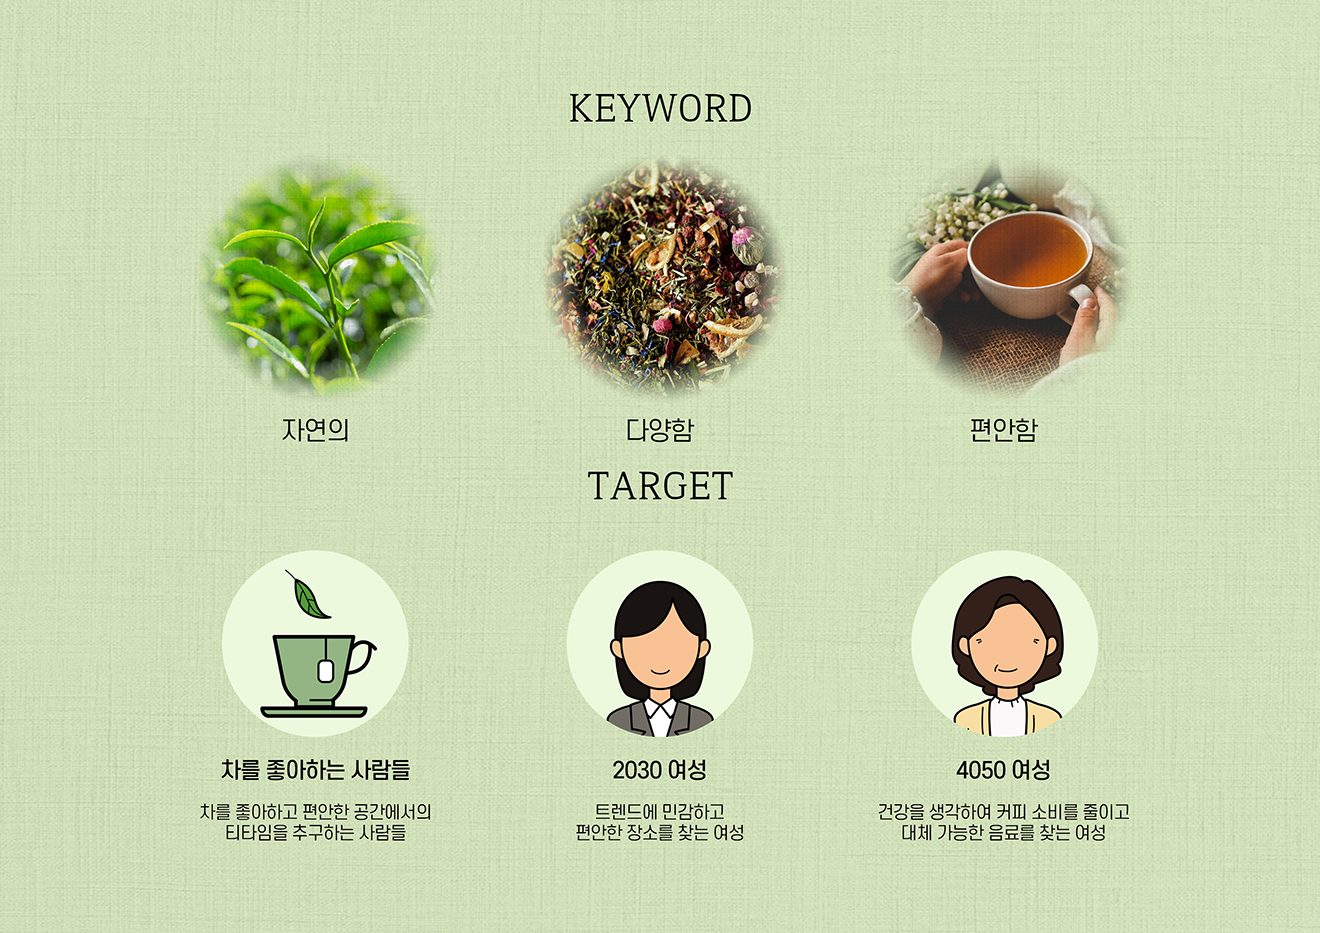 KEYWORD
자연의
다양함
편안함
TARGET
차를 좋아하는 사람들
차를 좋아하고 편안한 공간에서의
티타임을 추구하는 사람들
2030 여성
트렌드에 민감하고
편안한 장소를 찾는 여성
4050 여성
건강을 생각하여 커피 소비를 줄이고
대체 가능한 음료를 찾는 여성